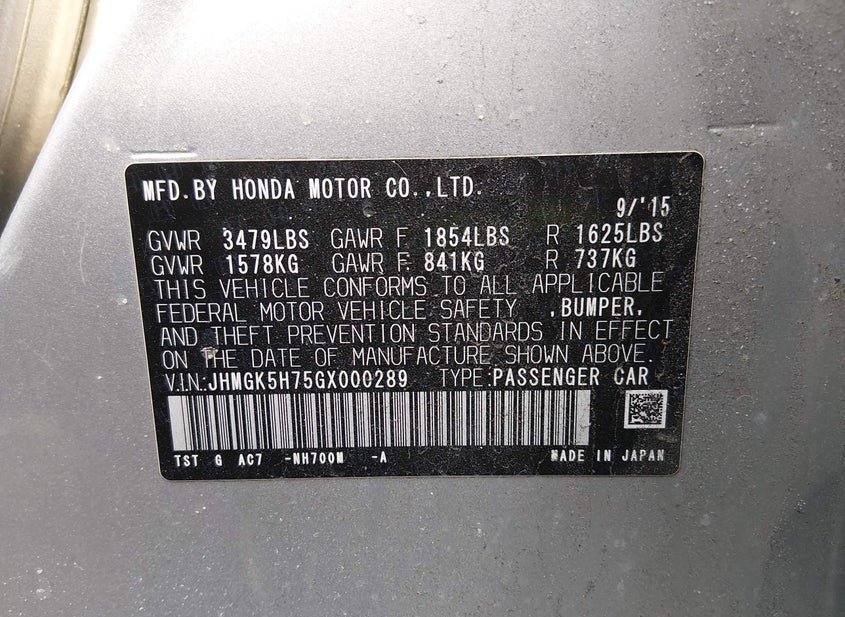 MFD.BY HONDA MOTOR CO.,LTD.
9/'15
GVWR 3479LBS GAWR F 1854LBS R 1625LBS
GVWR 1578KG GAWR F 841KG R 737KG
THIS VEHICLE CONFORMS TO ALL APPLICABLE
FEDERAL MOTOR VEHICLE SAFETY ,BUMPER,
AND THEFT PREVENTION STANDARDS IN EFFECT
ON THE DATE OF MANUFACTURE SHOWN ABOVE.
V.I.N.:JHMGK5H75GX000289 TYPE:PASSENGER CAR
TST G AC7 -NH700M -A MADE IN JAPAN